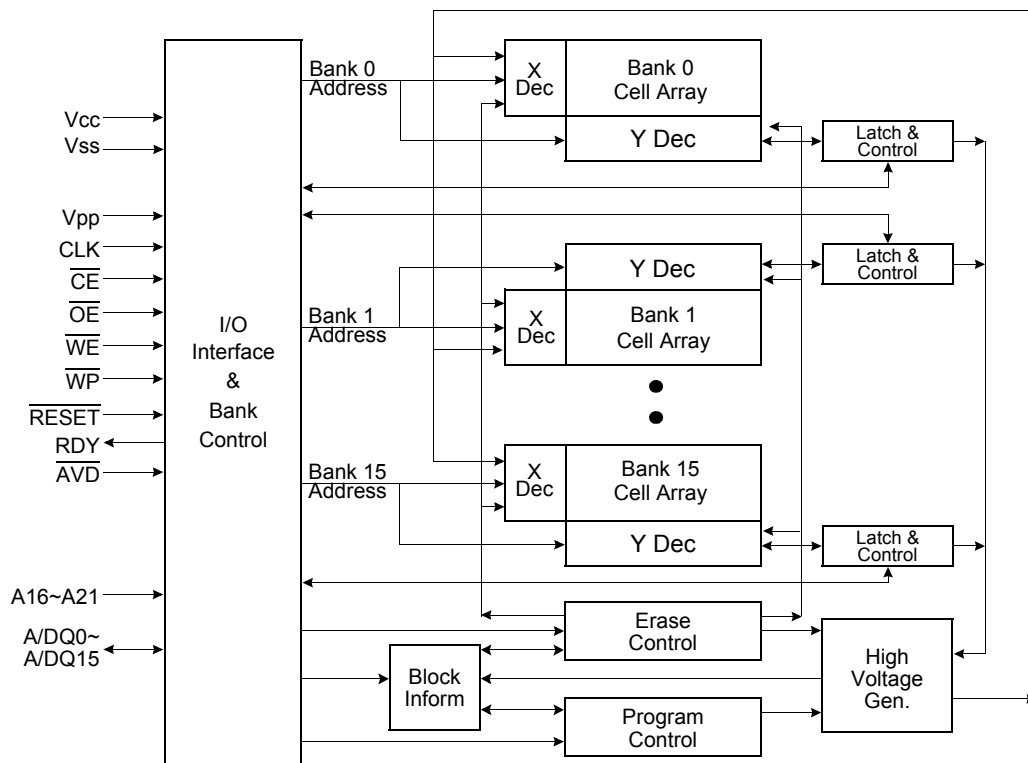 Vcc
Vss
Vpp
CLK
CE
OE
WE
WP
RESET
RDY
AVD
A16~A21
A/DQ0~
A/DQ15
I/O
Interface
&
Bank
Control
Bank 0
Address
X
Dec
Bank 0
Cell Array
Y Dec
Latch &
Control
Bank 1
Address
Y Dec
X
Dec
Bank 1
Cell Array
Latch &
Control
Bank 15
Address
X
Dec
Bank 15
Cell Array
Y Dec
Latch &
Control
Erase
Control
Block
Inform
Program
Control
High
Voltage
Gen.